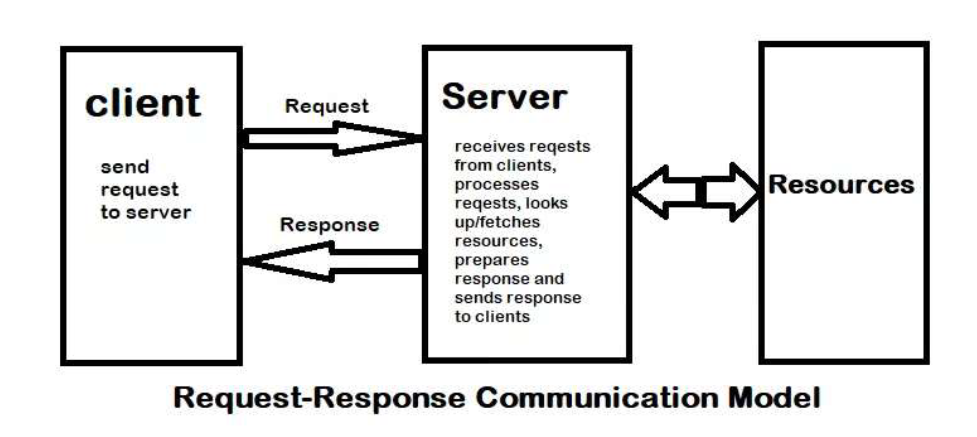 client
send
request
to server
Request
Response
Server
receives reqests
from clients,
processes
reqests, looks
up/fetches
resources,
prepares
response and
sends response
to clients
Resources
Request-Response Communication Model